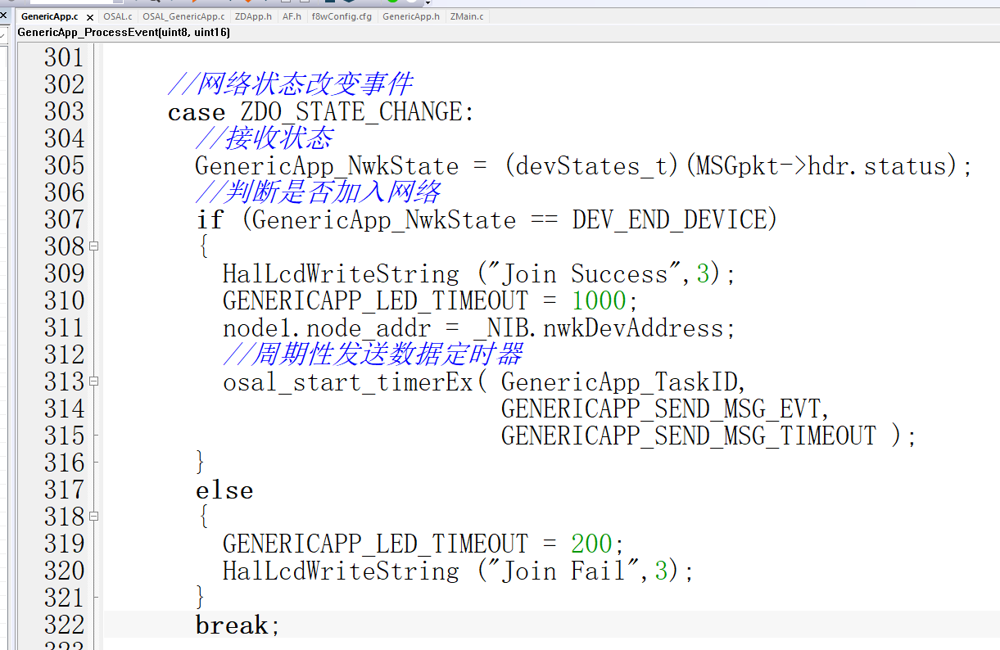 GenericApp.c x OSAL.c OSAL_GenericApp.c ZDApp.h AF.h f8wConfig.cfg GenericApp.h ZMain.c
GenericApp_ProcessEvent(uint8, uint16)
301
302 //网络状态改变事件
303 case ZDO_STATE_CHANGE:
304 //接收状态
305 GenericApp_NwkState = (devStates_t)(MSGpkt->hdr.status);
306 //判断是否加入网络
307 if (GenericApp_NwkState == DEV_END_DEVICE)
308 {
309 HalLcdWriteString ("Join Success",3);
310 GENERICAPP_LED_TIMEOUT = 1000;
311 node1.node_addr = _NIB.nwkDevAddress;
312 //周期性发送数据定时器
313 osal_start_timerEx( GenericApp_TaskID,
314 GENERICAPP_SEND_MSG_EVT,
315 GENERICAPP_SEND_MSG_TIMEOUT );
316 }
317 else
318 {
319 GENERICAPP_LED_TIMEOUT = 200;
320 HalLcdWriteString ("Join Fail",3);
321 }
322 break;